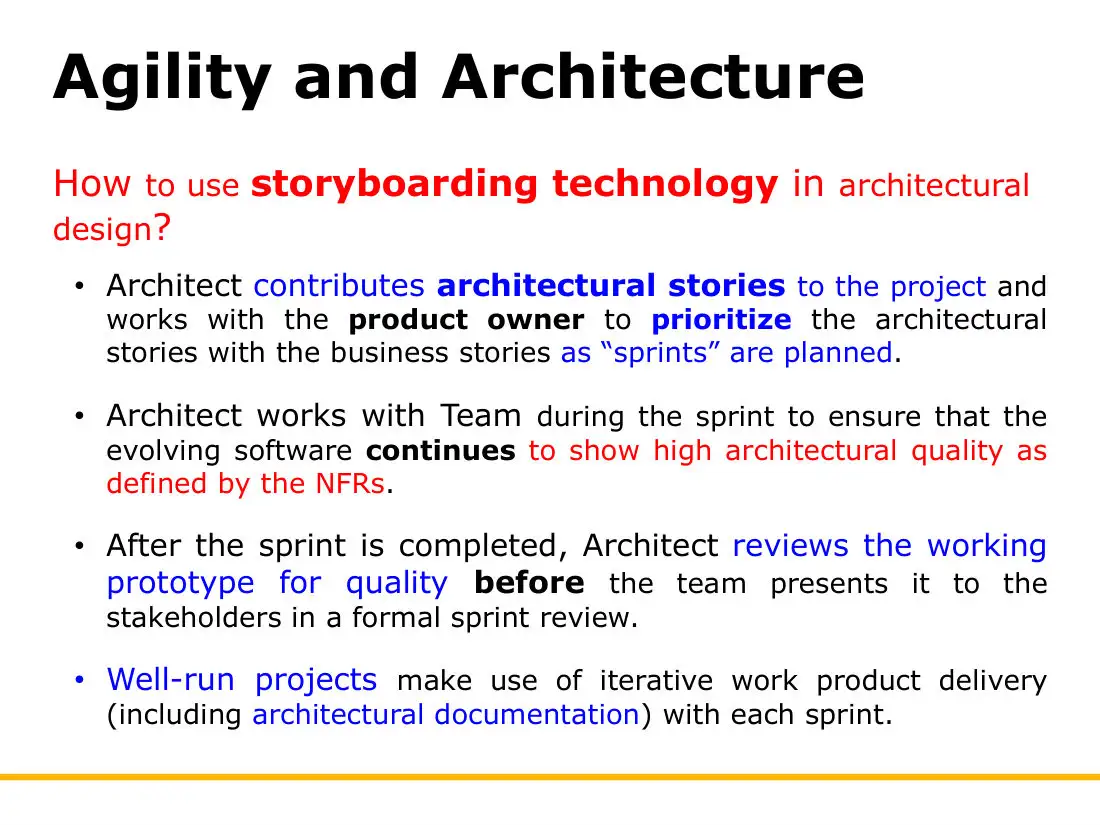 Agility and Architecture
How to use storyboarding technology in architectural
design?
• Architect contributes architectural stories to the project and
works with the product owner to prioritize the architectural
stories with the business stories as “sprints” are planned.
• Architect works with Team during the sprint to ensure that the
evolving software continues to show high architectural quality as
defined by the NFRs.
• After the sprint is completed, Architect reviews the working
prototype for quality before the team presents it to the
stakeholders in a formal sprint review.
• Well-run projects make use of iterative work product delivery
(including architectural documentation) with each sprint.